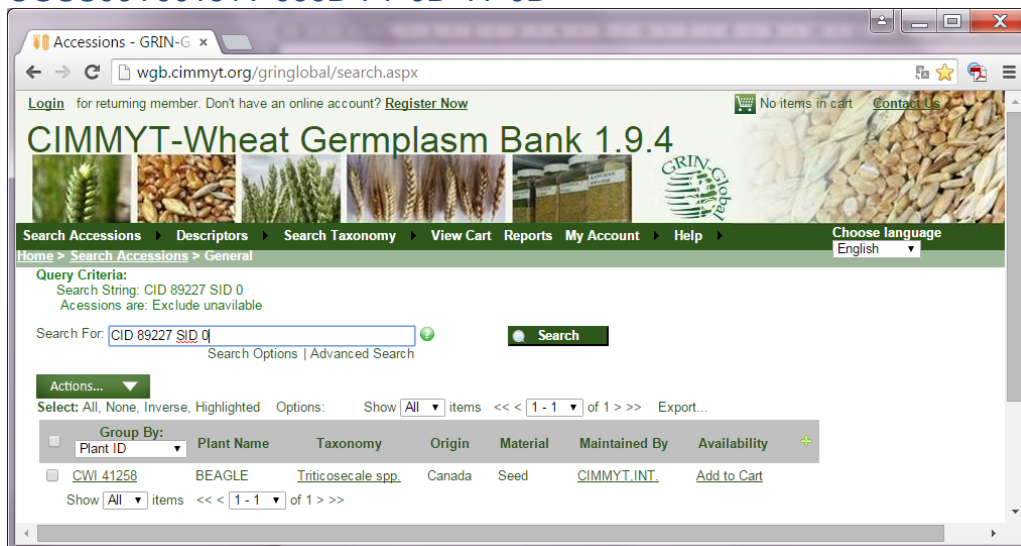 Accessions - GRIN-G ×
wgb.cimmyt.org/gringlobal/search.aspx
Login for returning member. Don't have an online account? Register Now No items in cart Contact Us
CIMMYT-Wheat Germplasm Bank 1.9.4
GRIN-Global
Search Accessions Descriptors Search Taxonomy View Cart Reports My Account Help Choose language
English
Home > Search Accessions > General
Query Criteria:
Search String: CID 89227 SID 0
Acessions are: Exclude unavilable
Search For: CID 89227 SID 0 Search
Search Options | Advanced Search
Actions...
Select: All, None, Inverse, Highlighted Options: Show All items << < 1 - 1 of 1 > >> Export...
Group By:
Plant ID Plant Name Taxonomy Origin Material Maintained By Availability
CWI 41258 BEAGLE Triticosecale spp. Canada Seed CIMMYT.INT. Add to Cart
Show All items << < 1 - 1 of 1 > >>